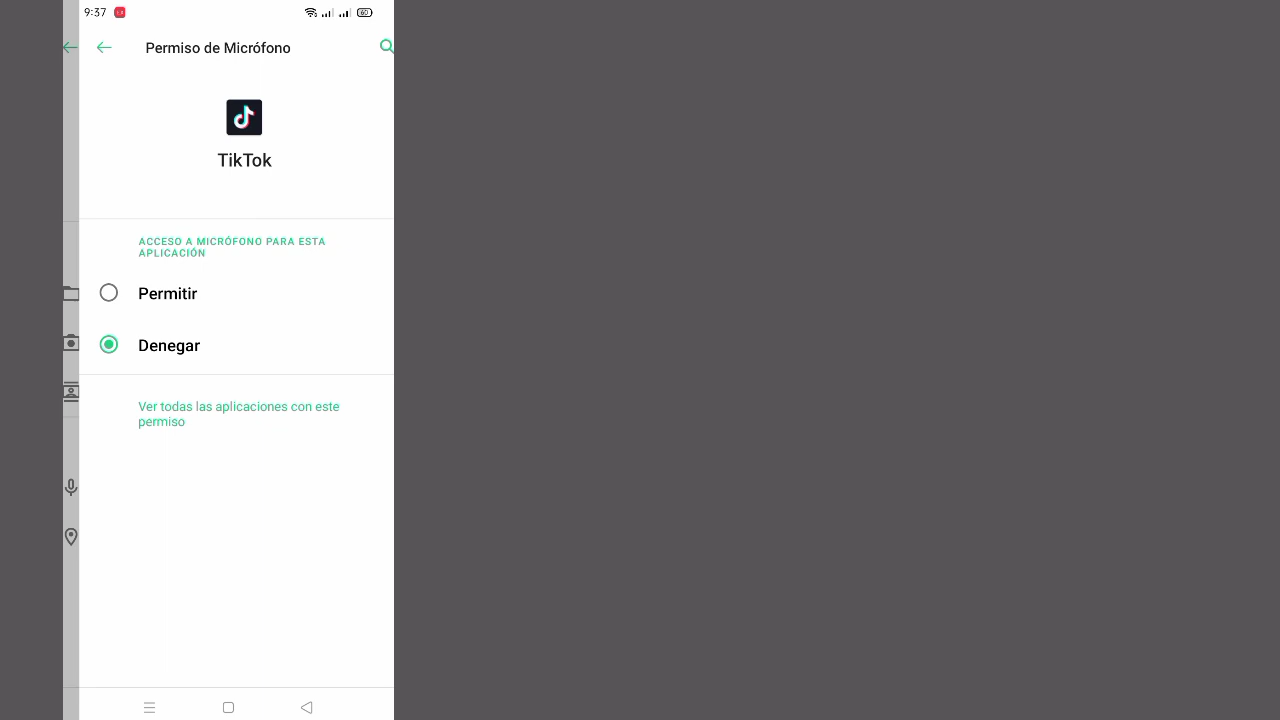 9:37
60
Permiso de Micrófono
TikTok
ACCESO A MICRÓFONO PARA ESTA
APLICACIÓN
Permitir
Denegar
Ver todas las aplicaciones con este
permiso